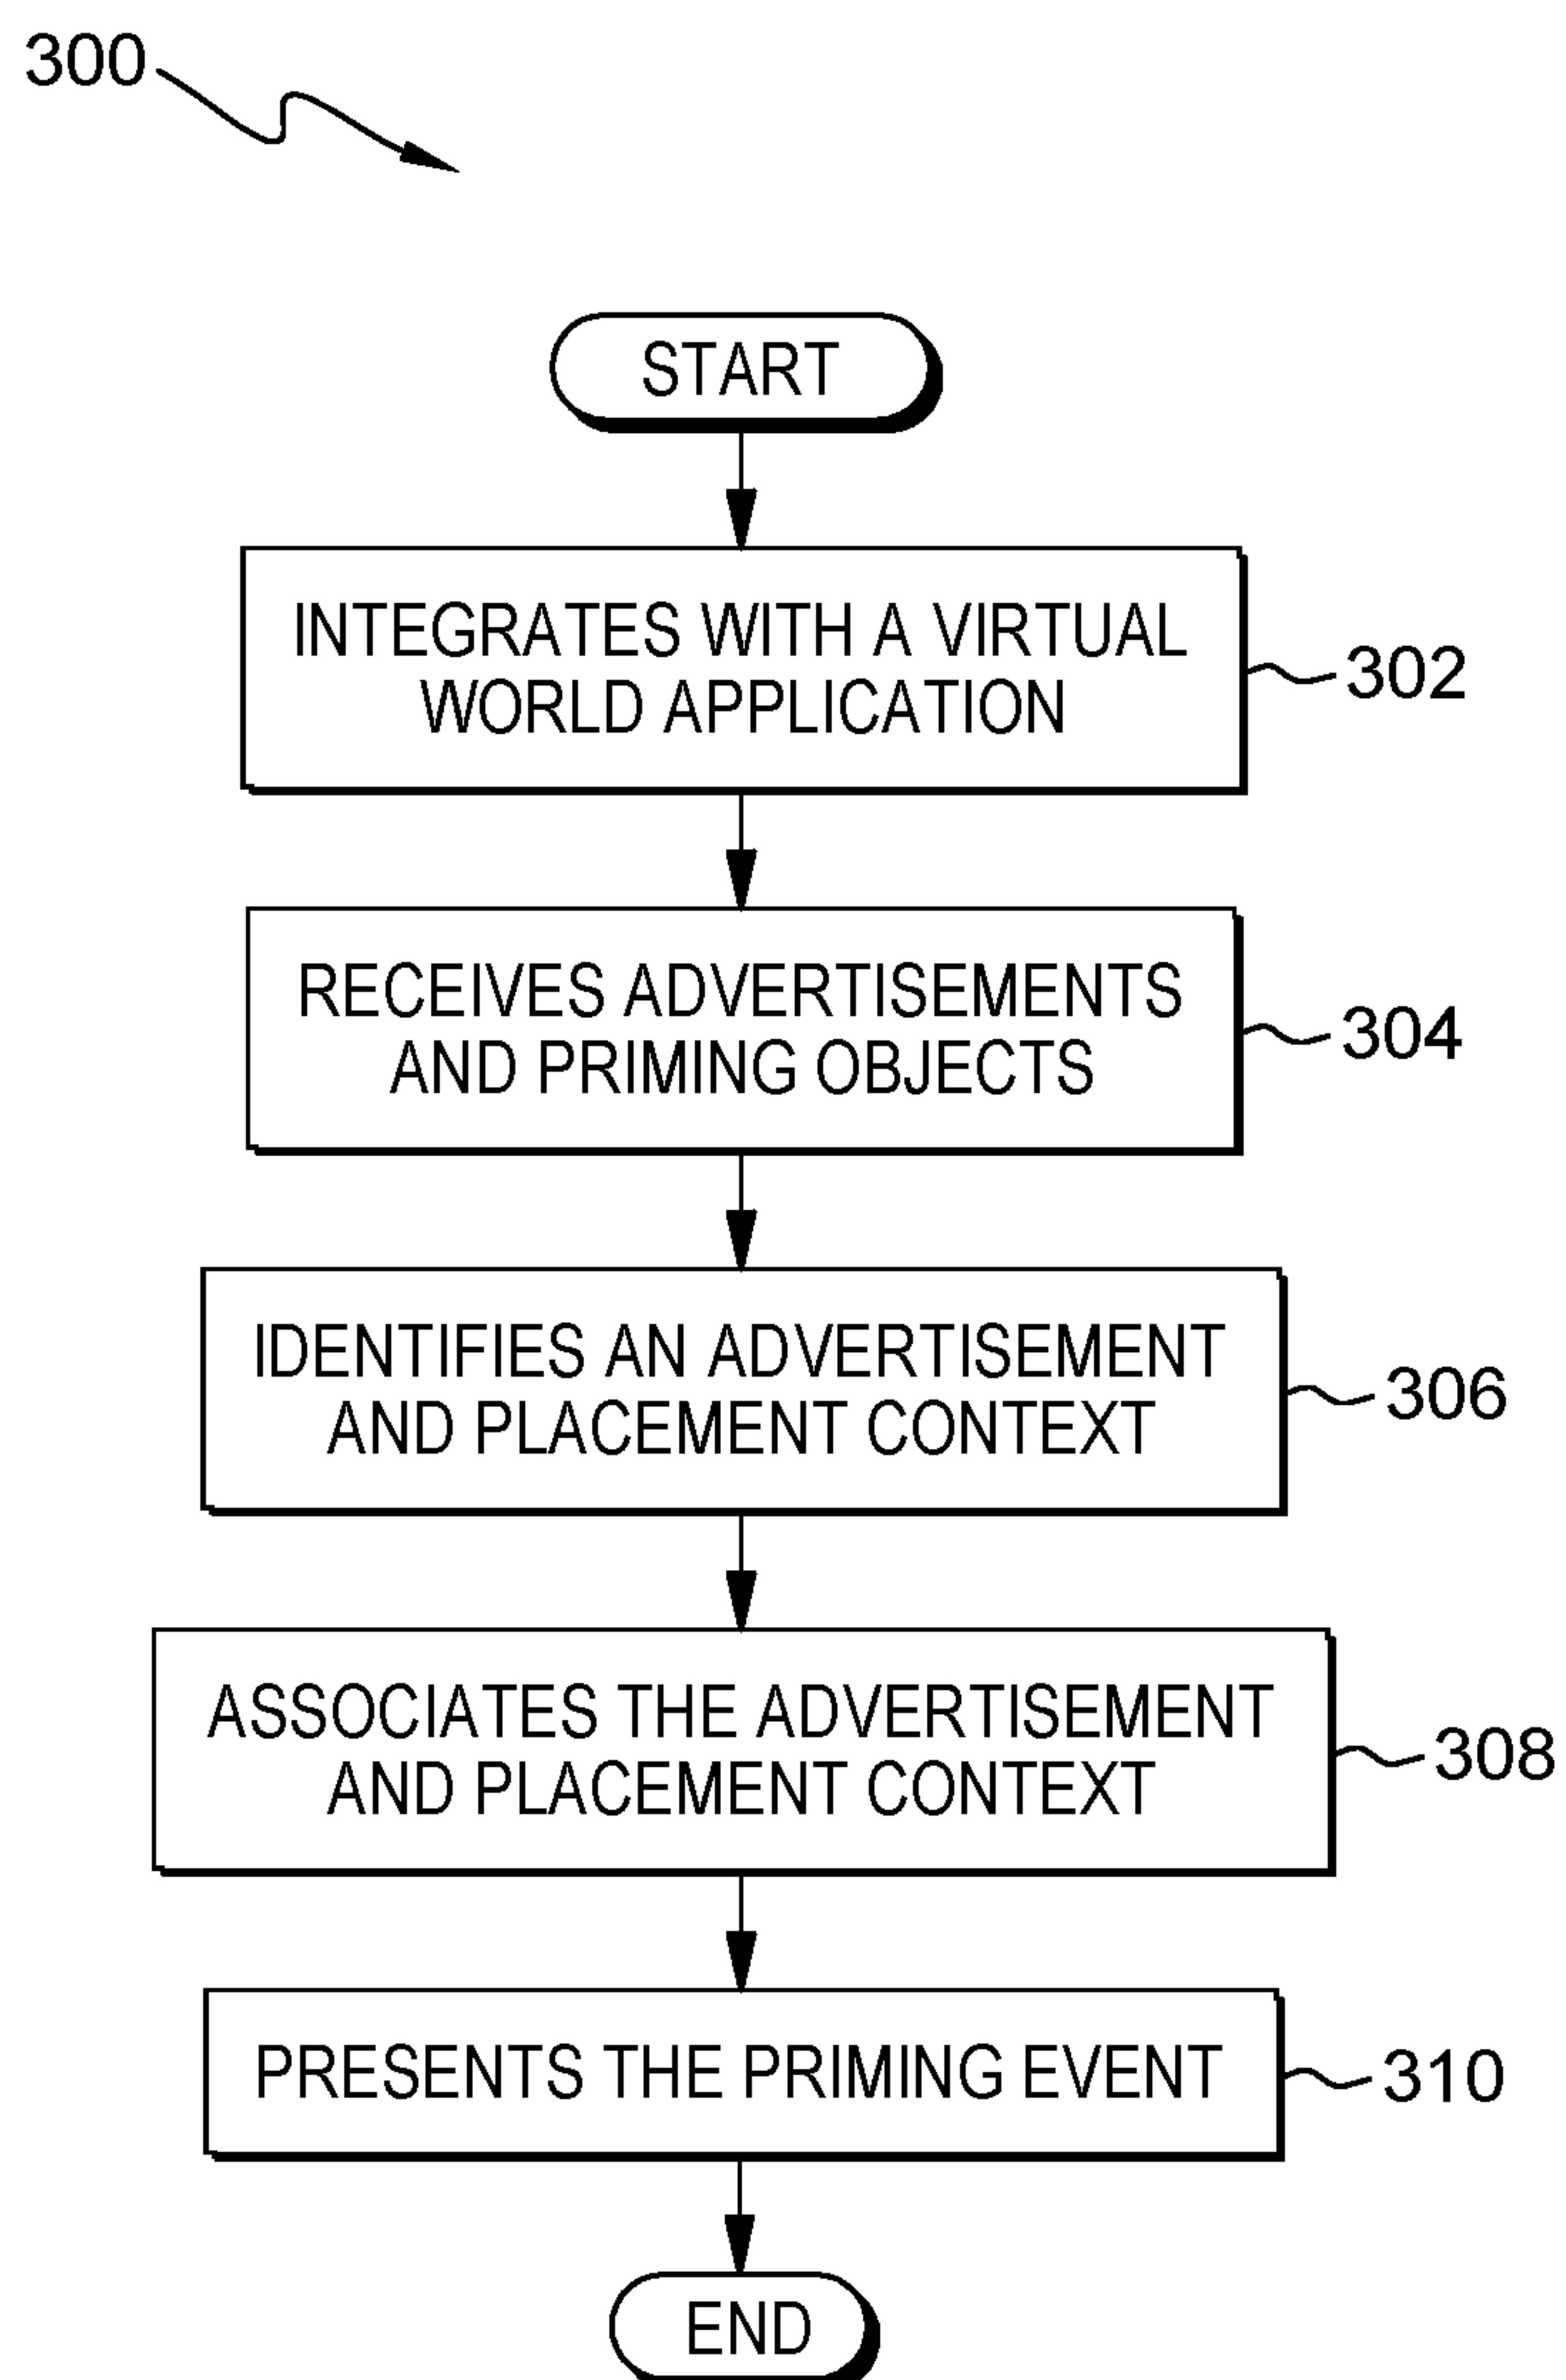 300
START
INTEGRATES WITH A VIRTUAL
WORLD APPLICATION
302
RECEIVES ADVERTISEMENTS
AND PRIMING OBJECTS
304
IDENTIFIES AN ADVERTISEMENT
AND PLACEMENT CONTEXT
306
ASSOCIATES THE ADVERTISEMENT
AND PLACEMENT CONTEXT
308
PRESENTS THE PRIMING EVENT
310
END